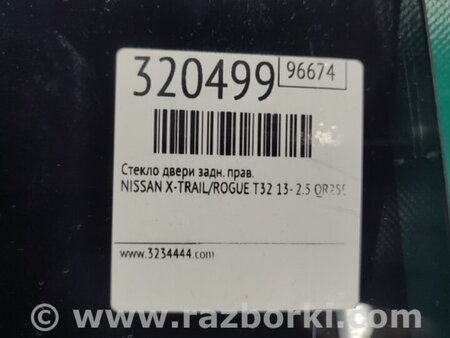 320499
96674
Стекло двери задн. прав.
NISSAN X-TRAIL/ROGUE T32 13- 2.5
www.3234444.com
© www.razborki.com